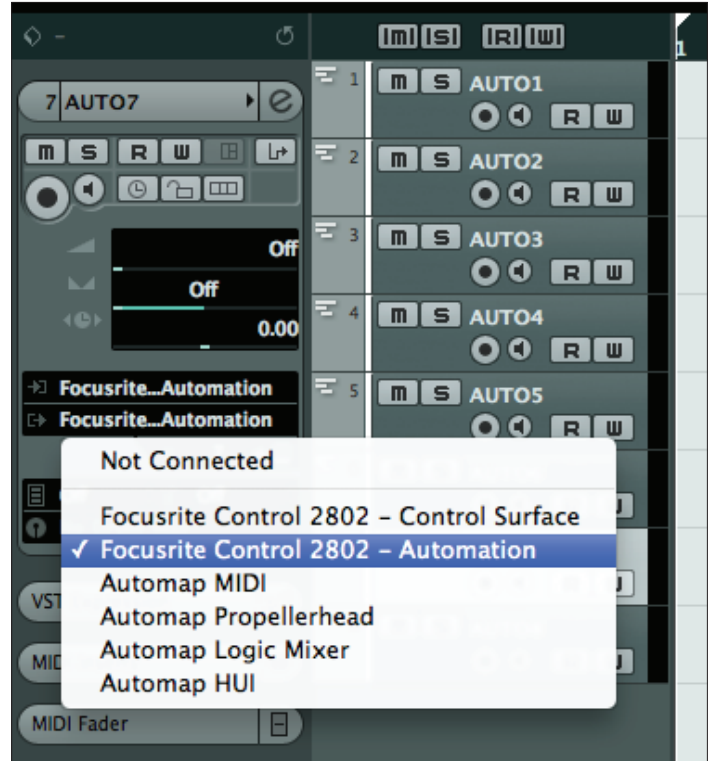 -
M S R W
1
7 AUTO7 e
M S R W
Off
Off
0.00
Focusrite...Automation
Focusrite...Automation
1 M S AUTO1
R W
2 M S AUTO2
R W
3 M S AUTO3
R W
4 M S AUTO4
R W
5 M S AUTO5
R W
Not Connected
Focusrite Control 2802 – Control Surface
✓ Focusrite Control 2802 – Automation
Automap MIDI
Automap Propellerhead
Automap Logic Mixer
Automap HUI
VST
MID
MIDI Fader